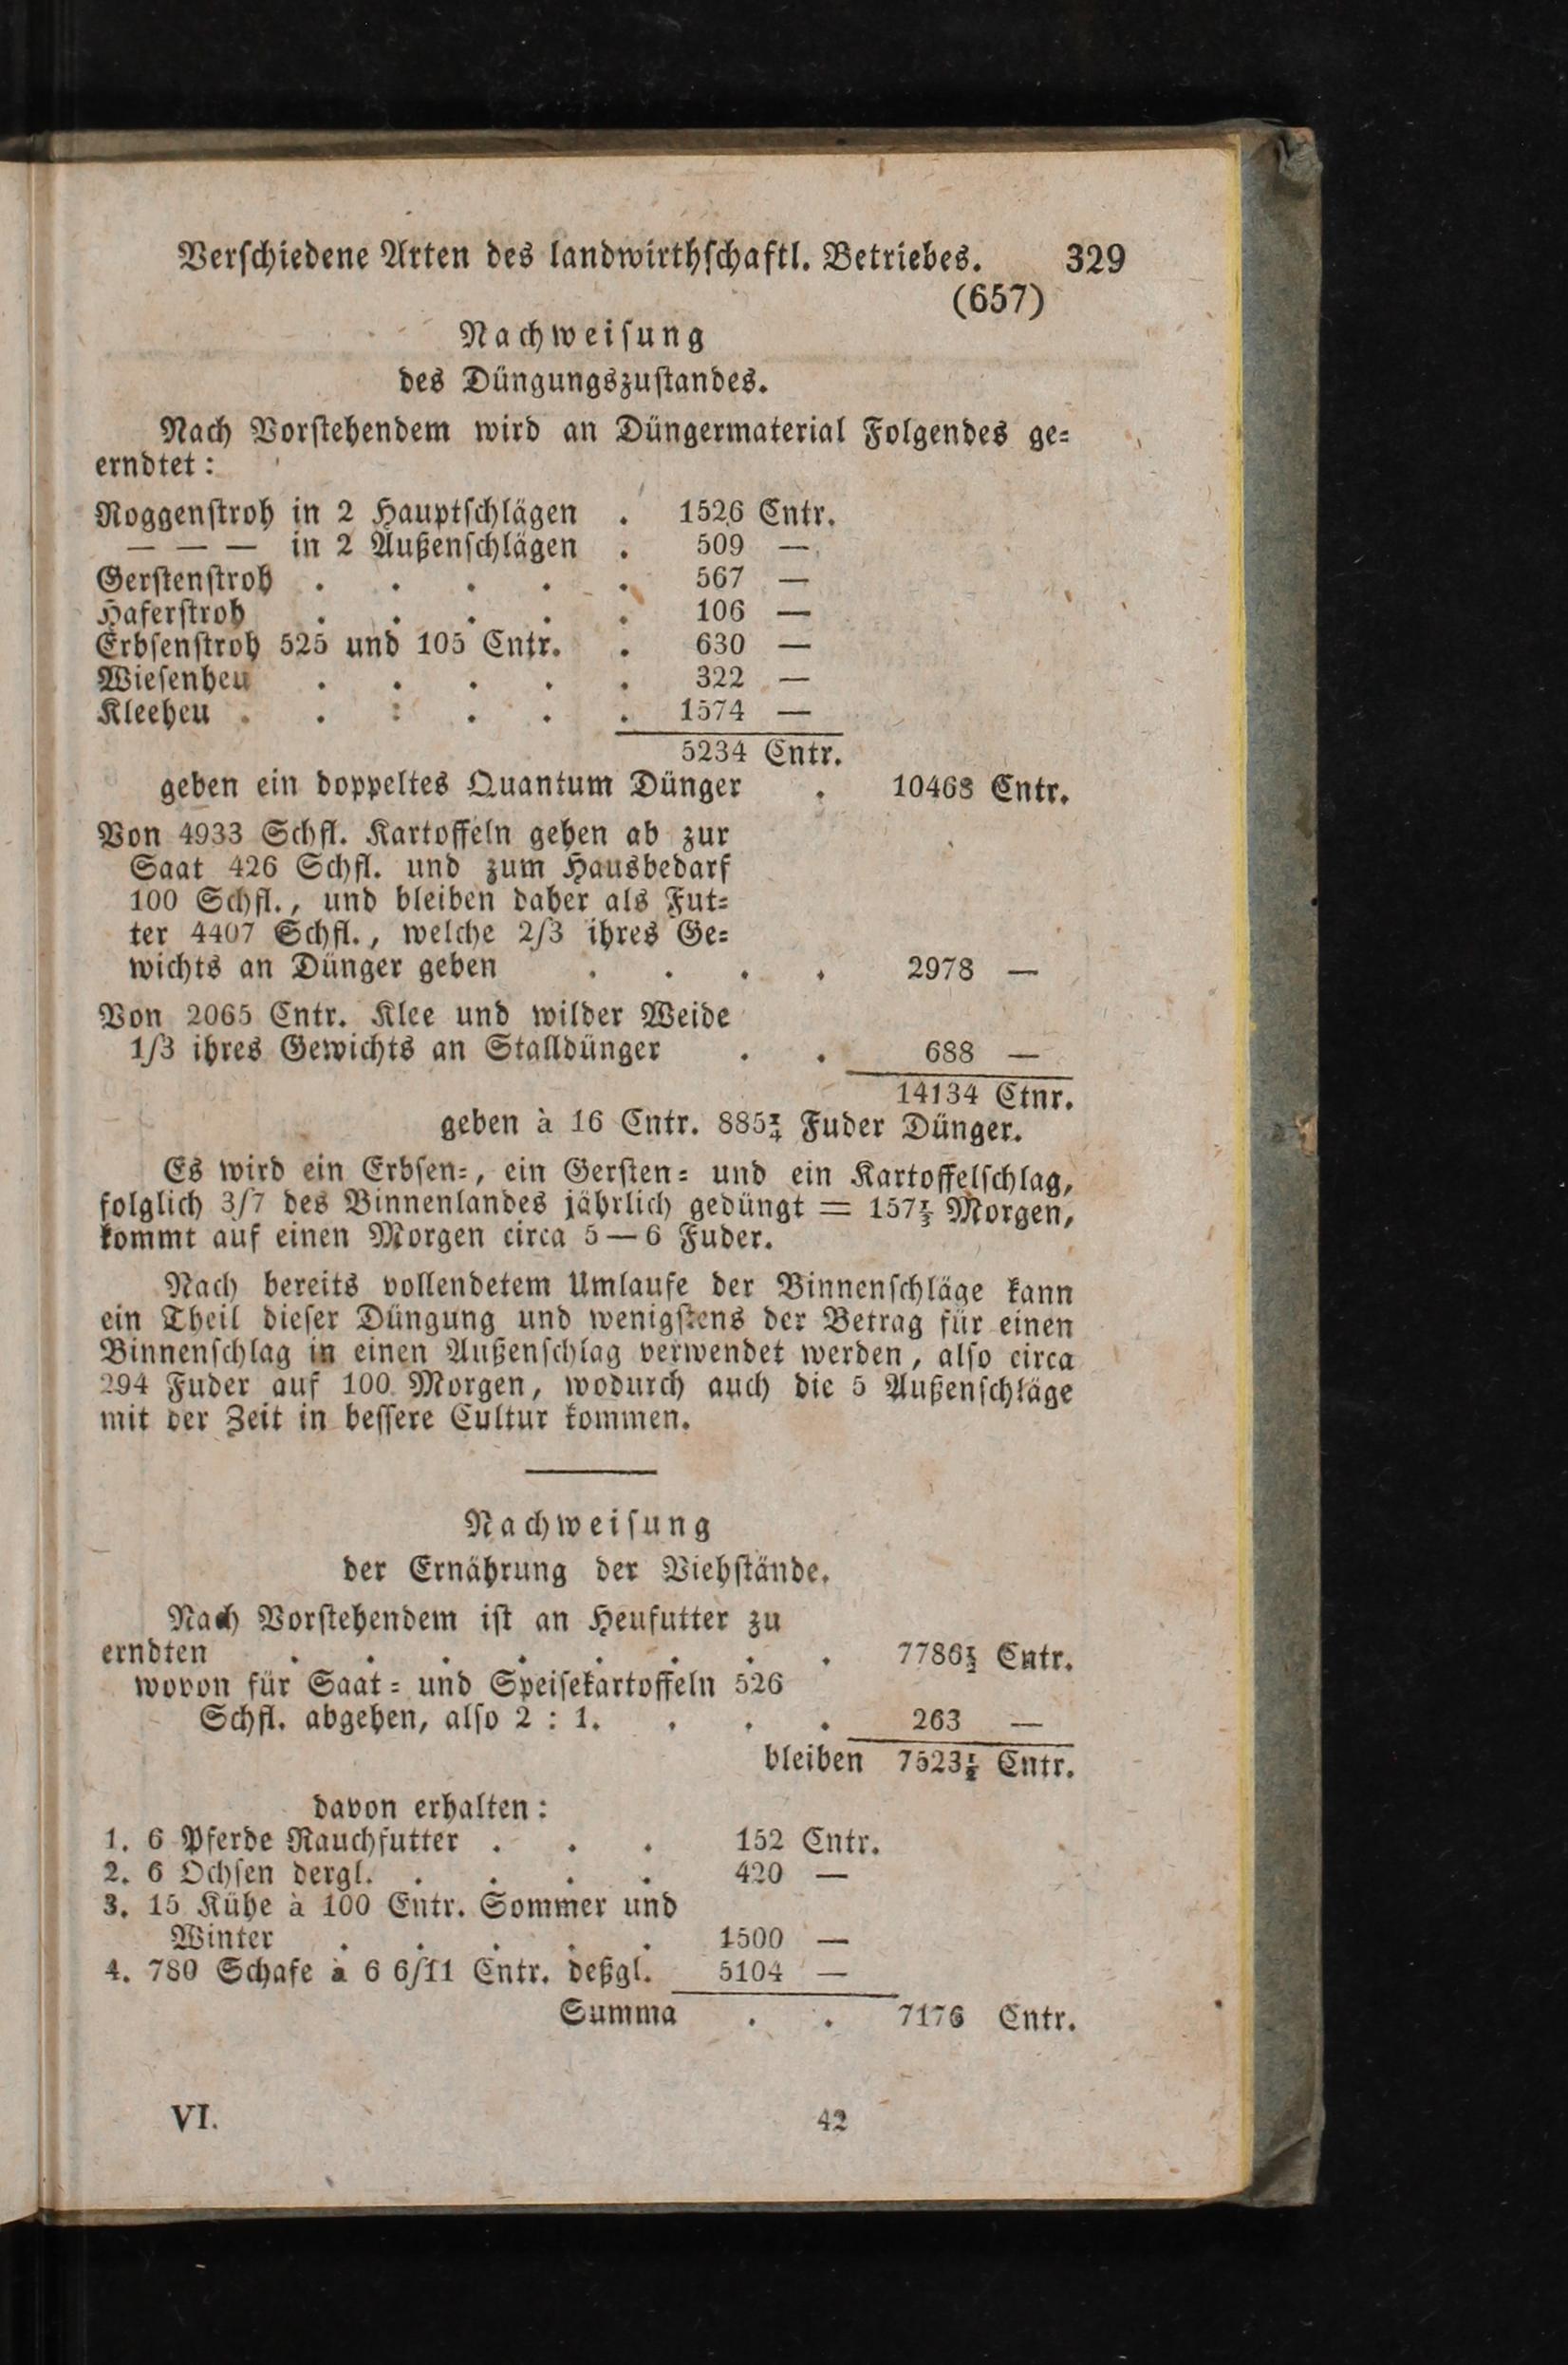 Verſchiedene Arten des landwirthſchaftl. Betriebes. 329
(657)
Nachweiſung
des Düngungszuſtandes.
Nach Vorſtehendem wird an Düngermaterial Folgendes ge-
erndtet:
Roggenſtroh in 2 Hauptſchlägen . 1526 Cntr.
— — — in 2 Außenſchlägen . 509 —
Gerſtenſtroh . . . . . 567 —
Haferſtroh . . . . . 106 —
Erbſenſtroh 525 und 105 Cntr. . 630 —
Wieſenheu . . . . . 322 —
Kleeheu . . . . . . 1574 —
5234 Cntr.
geben ein doppeltes Quantum Dünger . 10468 Cntr.
Von 4933 Schfl. Kartoffeln gehen ab zur
Saat 426 Schfl. und zum Hausbedarf
100 Schfl., und bleiben daher als Fut-
ter 4407 Schfl., welche 2/3 ihres Ge-
wichts an Dünger geben . . . . 2978 —
Von 2065 Cntr. Klee und wilder Weide
1/3 ihres Gewichts an Stalldünger . . 688 —
14134 Ctnr.
geben à 16 Cntr. 885¼ Fuder Dünger.
Es wird ein Erbſen-, ein Gerſten- und ein Kartoffelſchlag,
folglich 3/7 des Binnenlandes jährlich gedüngt = 157⅓ Morgen,
kommt auf einen Morgen circa 5—6 Fuder.
Nach bereits vollendetem Umlaufe der Binnenſchläge kann
ein Theil dieſer Düngung und wenigſtens der Betrag für einen
Binnenſchlag in einen Außenſchlag verwendet werden, alſo circa
294 Fuder auf 100 Morgen, wodurch auch die 5 Außenſchläge
mit der Zeit in beſſere Cultur kommen.
Nachweiſung
der Ernährung der Viehſtände.
Nach Vorſtehendem iſt an Heufutter zu
erndten . . . . . . . . 7786½ Cntr.
wovon für Saat- und Speiſekartoffeln 526
Schfl. abgehen, alſo 2 : 1. . . . 263 —
bleiben 7523½ Cntr.
davon erhalten:
1. 6 Pferde Rauchfutter . . . 152 Cntr.
2. 6 Ochſen dergl. . . . . 420 —
3. 15 Kühe à 100 Cntr. Sommer und
Winter . . . . . 1500 —
4. 780 Schafe à 6 6/11 Cntr. deßgl. 5104 —
Summa . . 7176 Cntr.
VI. 42